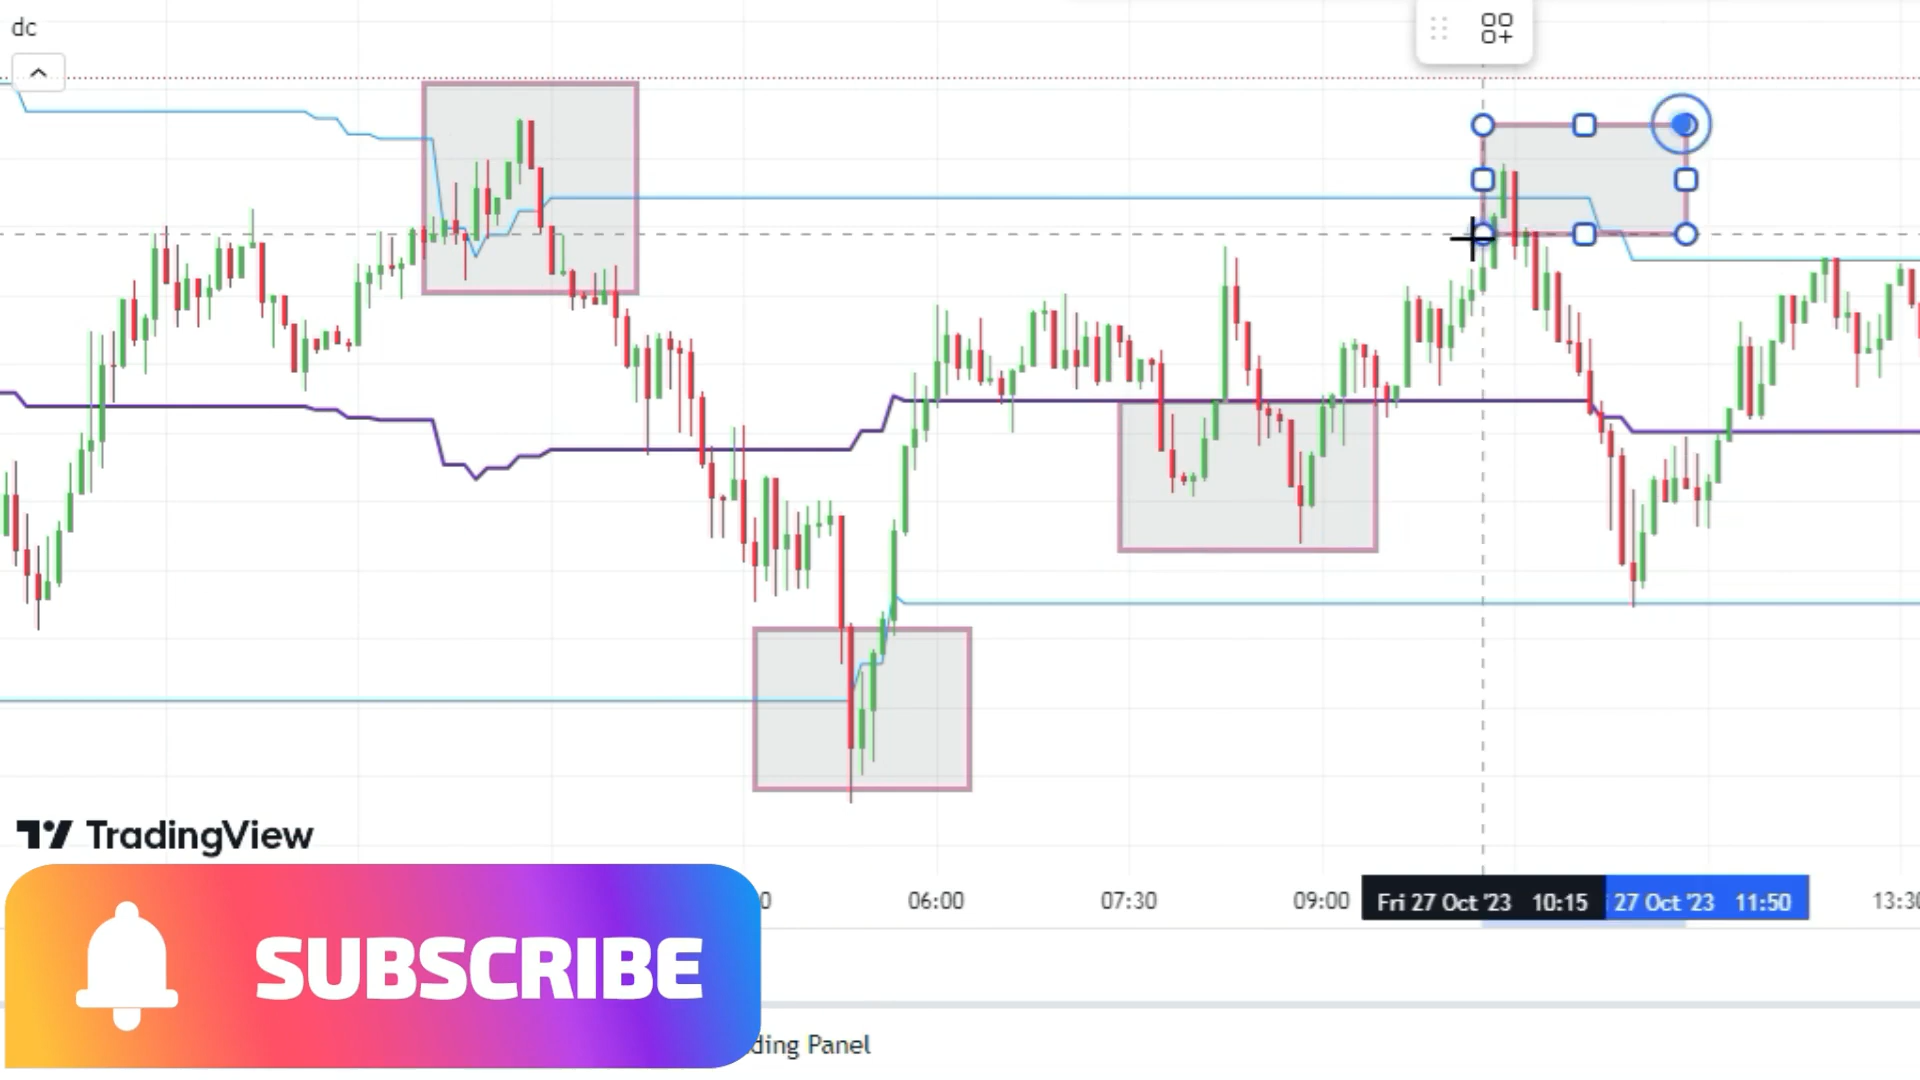 dc
TradingView
0 06:00 07:30 09:00 Fri 27 Oct '23 10:15 27 Oct '23 11:50 13:30
SUBSCRIBE
ding Panel